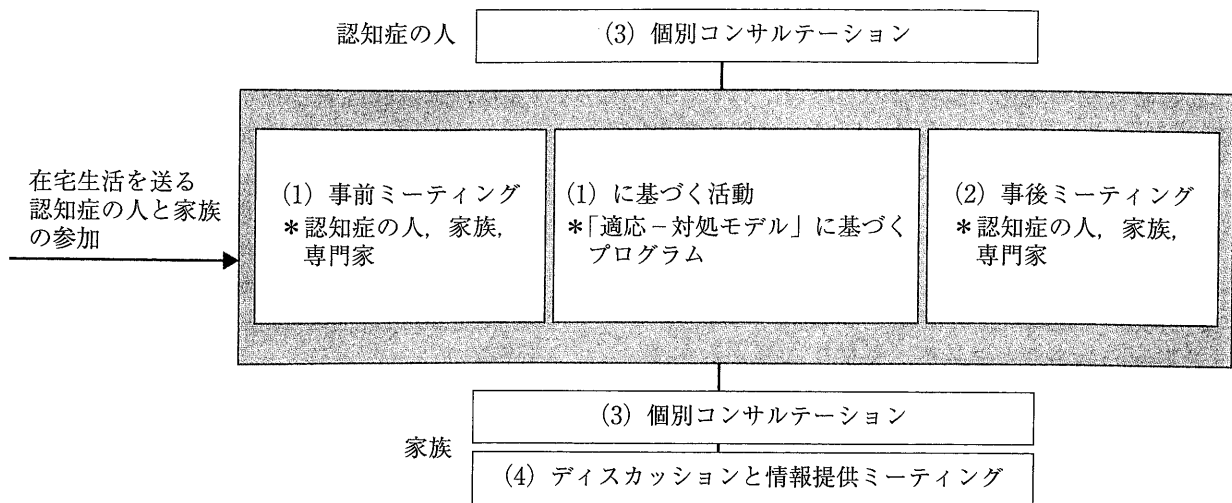 認知症の人
(3) 個別コンサルテーション
在宅生活を送る
認知症の人と家族
の参加
(1) 事前ミーティング
*認知症の人，家族，
専門家
(1) に基づく活動
*「適応－対処モデル」に基づく
プログラム
(2) 事後ミーティング
*認知症の人，家族，
専門家
家族
(3) 個別コンサルテーション
(4) ディスカッションと情報提供ミーティング